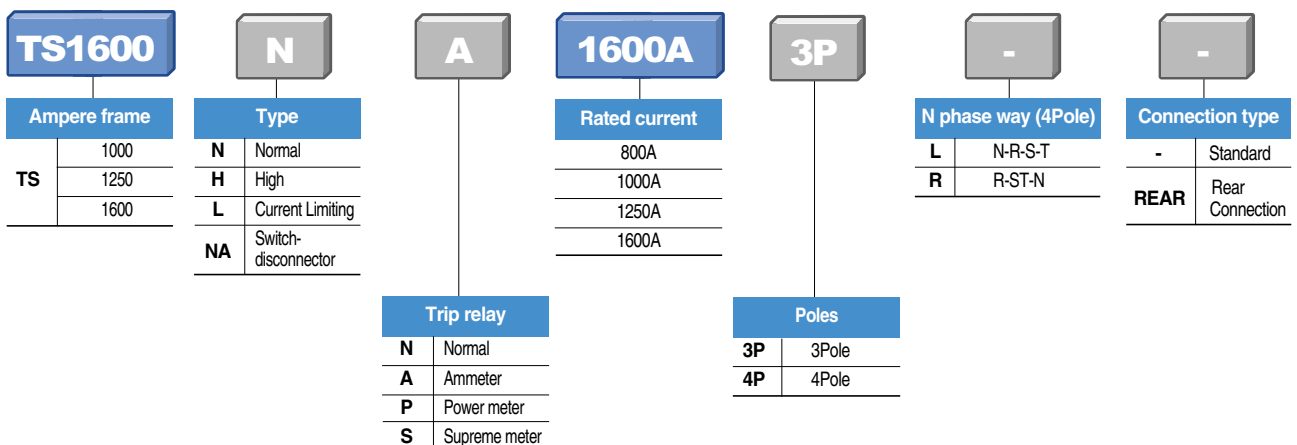 TS1600 N A 1600A 3P - -
Ampere frame
TS 1000
1250
1600
Type
N Normal
H High
L Current Limiting
NA Switch-
disconnector
Trip relay
N Normal
A Ammeter
P Power meter
S Supreme meter
Rated current
800A
1000A
1250A
1600A
Poles
3P 3Pole
4P 4Pole
N phase way (4Pole)
L N-R-S-T
R R-ST-N
Connection type
- Standard
REAR Rear
Connection